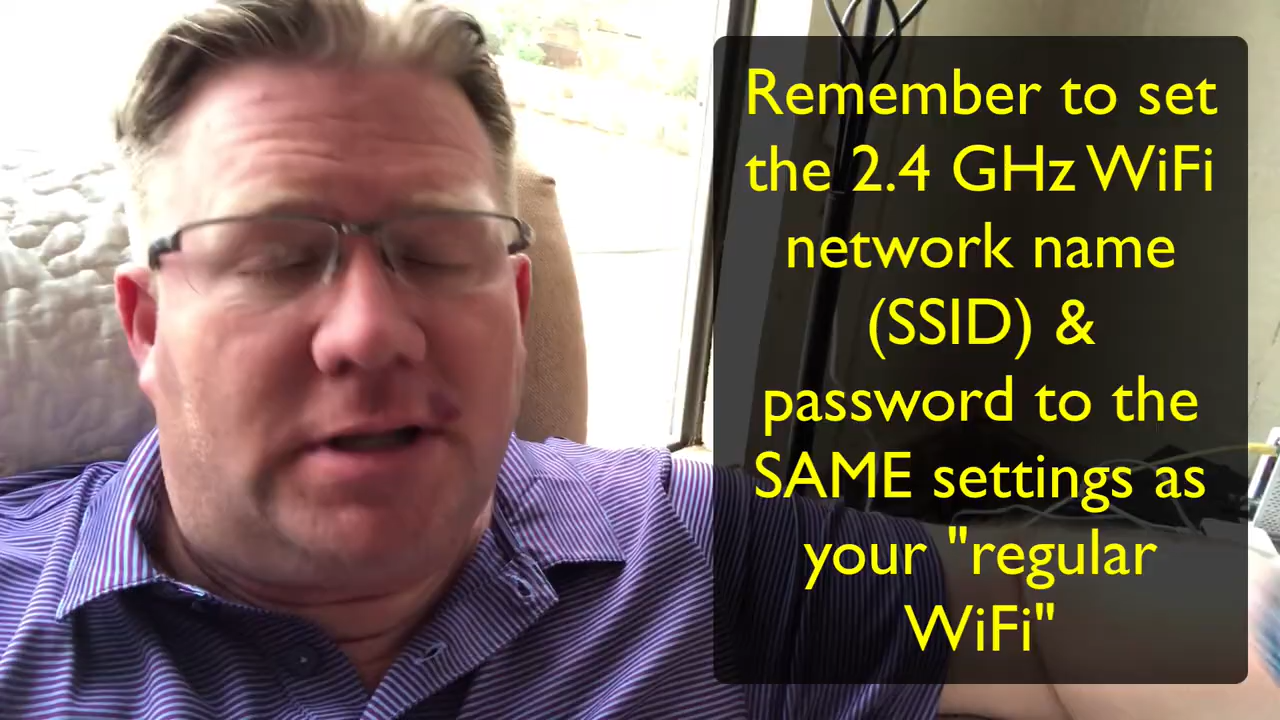 Remember to set
the 2.4 GHz WiFi
network name
(SSID) &
password to the
SAME settings as
your "regular
WiFi"